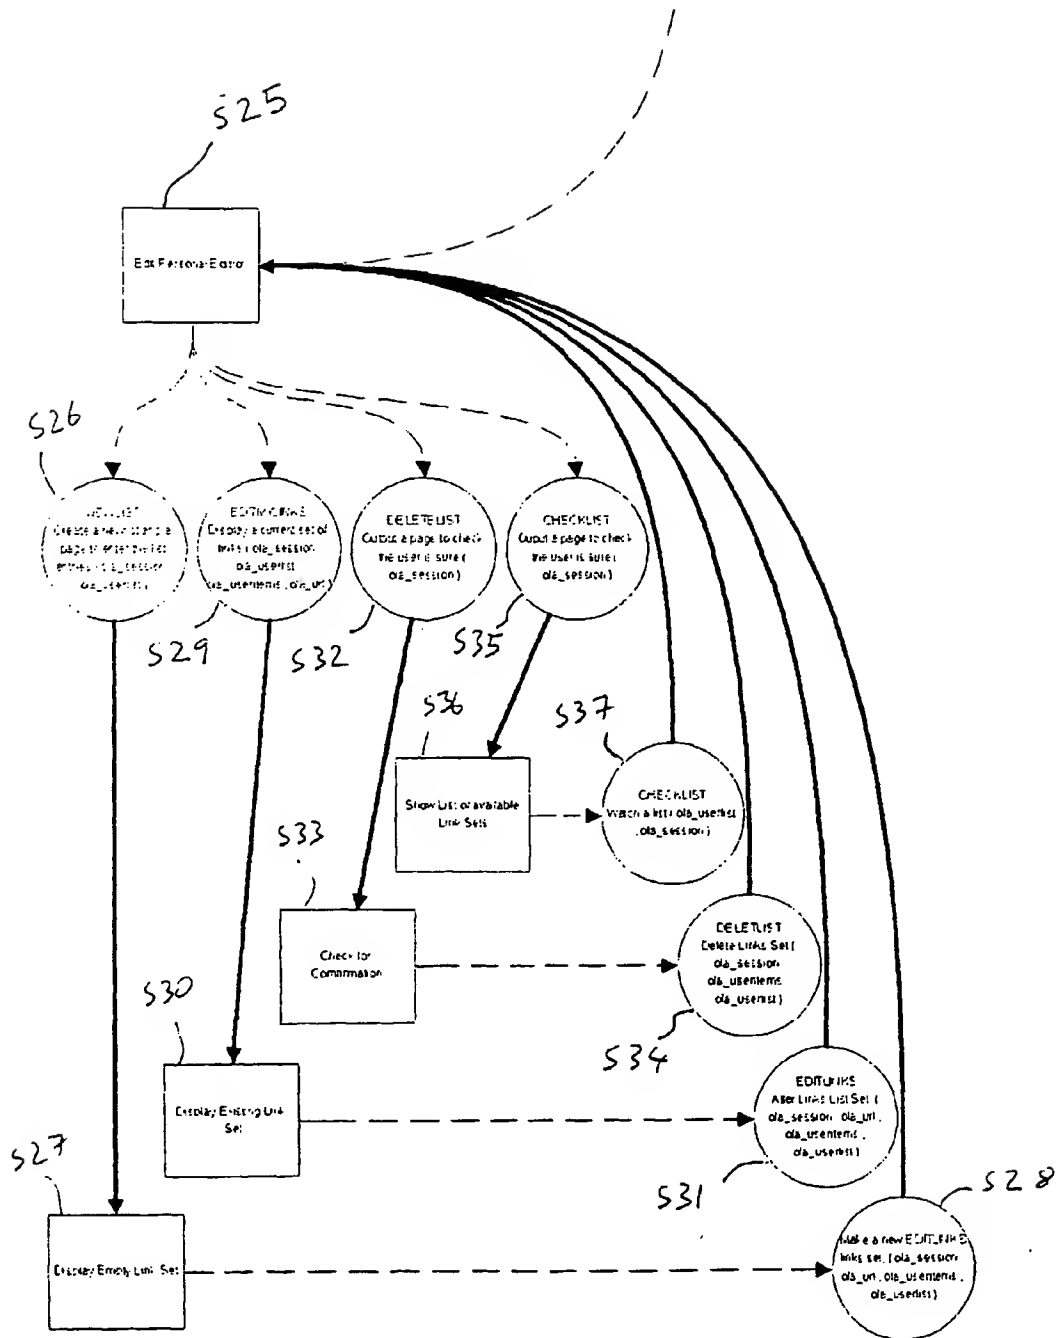 S25
Edit Personal Edition
S26
NEWLIST
Create a new
page to enter the list
entries ( ola_session
ola_userlist )
EDITMYLINKS
Display a current set of
links ( ola_session
ola_userlist
ola_useritems , ola_url )
DELETELIST
Output a page to check
the user is sure (
ola_session )
CHECKLIST
Output a page to check
the user is sure (
ola_session )
S29
S32
S35
S36
S37
Show List of available
Link Sets
CHECKLIST
Watch a list ( ola_userlist
, ola_session )
S33
Check for
Confirmation
DELETLIST
Delete Links Set (
ola_session
ola_useritems
ola_userlist )
S34
S30
Display Existing Link
Set
EDITLINKS
Alter Links List Set (
ola_session , ola_url ,
ola_useritems ,
ola_userlist )
S31
S27
Display Empty Link Set
S28
Make a new EDITLINKS
links set, ( ola_session
ola_url , ola_useritems ,
ola_userlist )